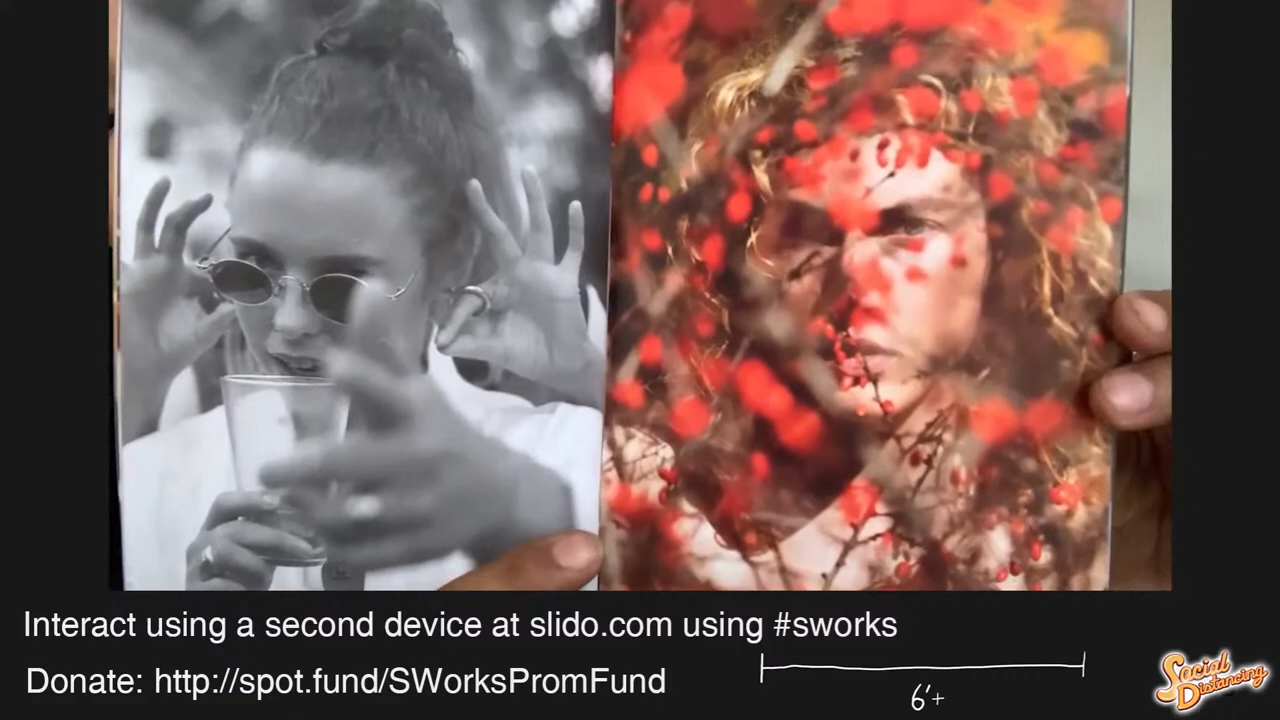 Interact using a second device at slido.com using #sworks
Donate: http://spot.fund/SWorksPromFund
6'+
Social
Distancing